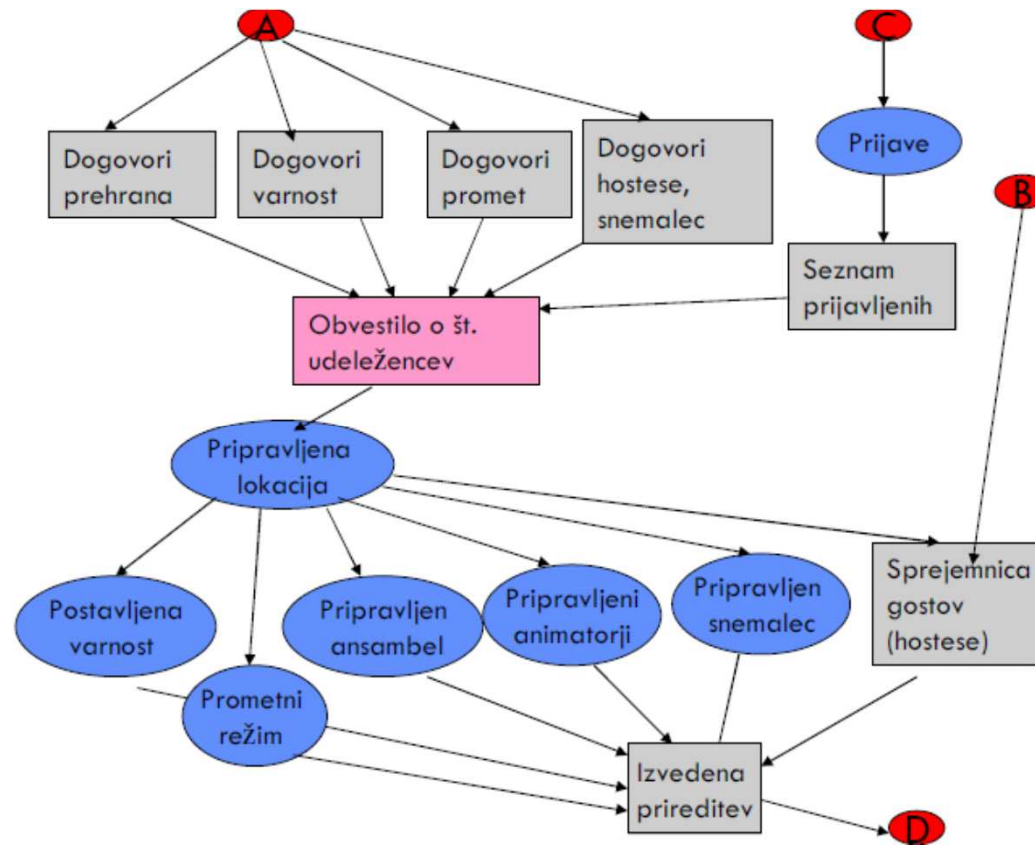 A
C
Dogovori
prehrana
Dogovori
varnost
Dogovori
promet
Dogovori
hostese,
snemalec
Prijave
B
Seznam
prijavljenih
Obvestilo o št.
udeležencev
Pripravljena
lokacija
Postavljena
varnost
Pripravljen
ansambel
Pripravljeni
animatorji
Pripravljen
snemalec
Sprejemnica
gostov
(hostese)
Prometni
režim
Izvedena
prireditev
D